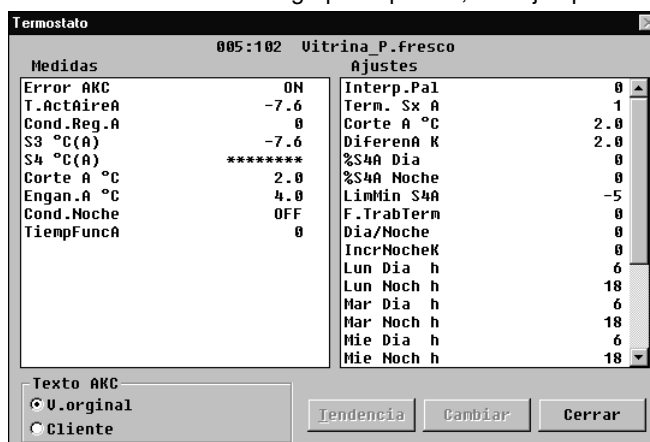 Termostato
005:102 Vitrina_P.fresco
Medidas Ajustes
Error AKC ON
T.ActAireA -7.6
Cond.Reg.A 0
S3 °C(A) -7.6
S4 °C(A) ********
Corte A °C 2.0
Engan.A °C 4.0
Cond.Noche OFF
TiempFuncA 0
Interp.Pal 0
Term. Sx A 1
Corte A °C 2.0
DiferenA K 2.0
%S4A Dia 0
%S4A Noche 0
LimMin S4A -5
F.TrabTerm 0
Dia/Noche 0
IncrNocheK 0
Lun Dia h 6
Lun Noch h 18
Mar Dia h 6
Mar Noch h 18
Mie Dia h 6
Mie Noch h 18
Texto AKC
V.orginal
Cliente
Tendencia Cambiar Cerrar